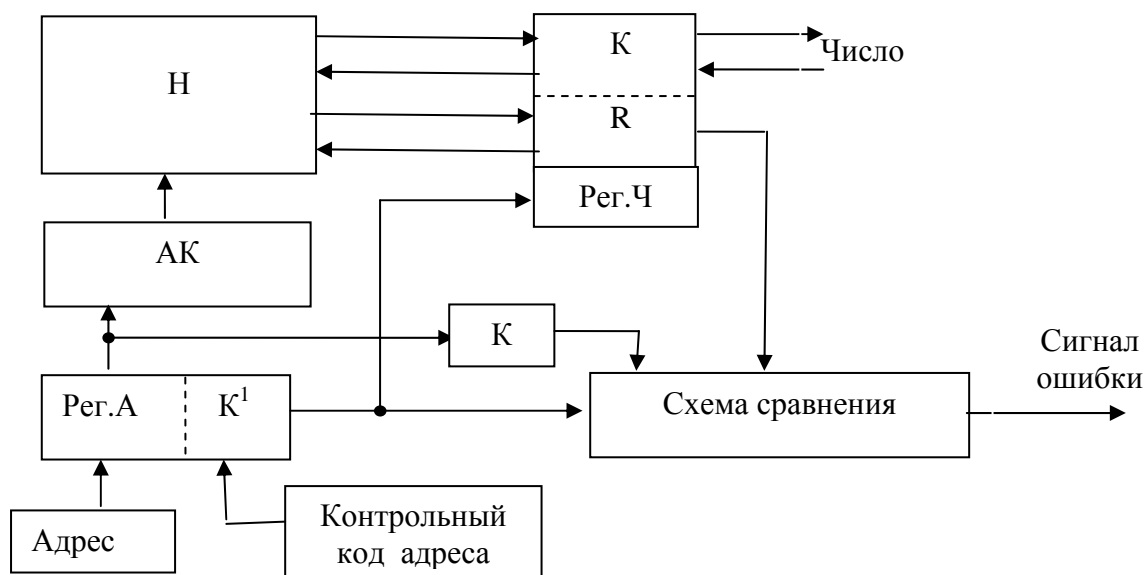 К
Число
Н
R
Рег.Ч
АК
К
Сигнал
ошибки
Рег.А
К¹
Схема сравнения
Адрес
Контрольный
код адреса